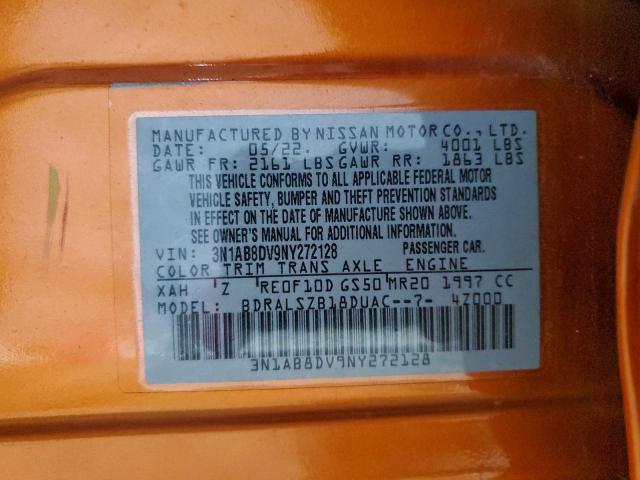 MANUFACTURED BY NISSAN MOTOR CO., LTD.
DATE: 05/22. GVWR: 4001 LBS
GAWR FR: 2161 LBS GAWR RR: 1863 LBS
THIS VEHICLE CONFORMS TO ALL APPLICABLE FEDERAL MOTOR
VEHICLE SAFETY, BUMPER AND THEFT PREVENTION STANDARDS
IN EFFECT ON THE DATE OF MANUFACTURE SHOWN ABOVE.
SEE OWNER'S MANUAL FOR ADDITIONAL INFORMATION.
VIN: 3N1AB8DV9NY272128 PASSENGER CAR.
COLOR TRIM TRANS AXLE ENGINE
XAH Z RE0F10D GS50 MR20 1997 CC
MODEL: BDRALSZB18DUAC--7- 4Z000
3N1AB8DV9NY272128